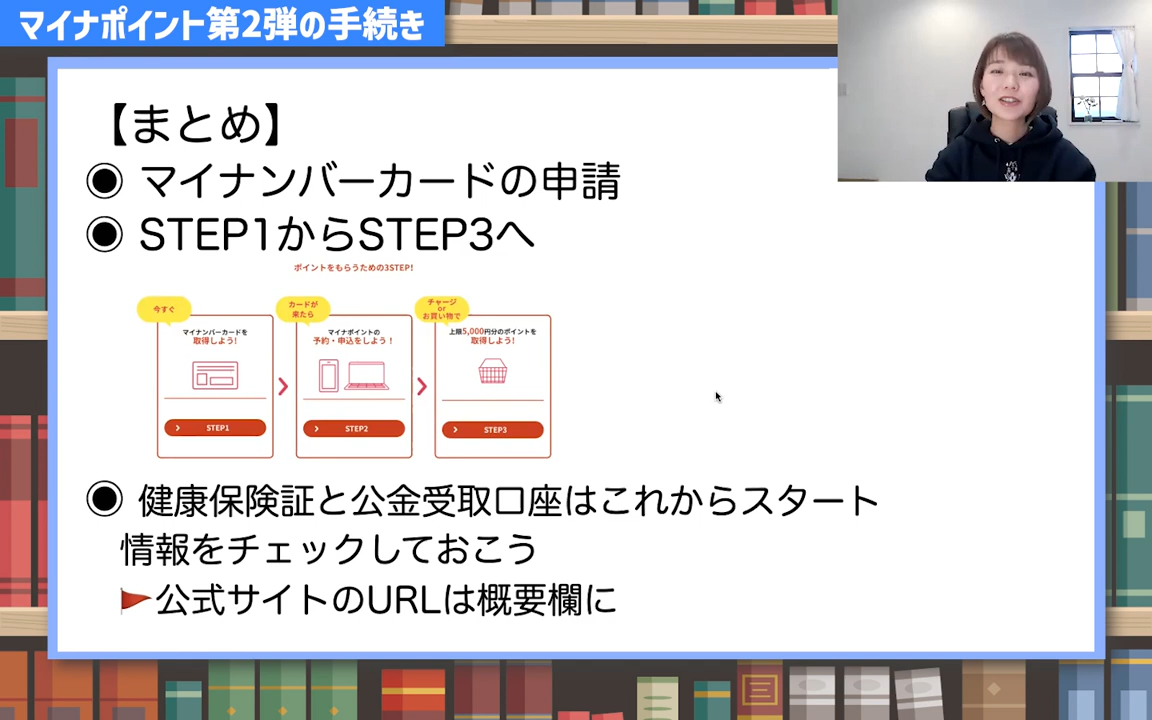 マイナポイント第2弾の手続き
【まとめ】
◉ マイナンバーカードの申請
◉ STEP1からSTEP3へ
ポイントをもらうための3STEP!
今すぐ
マイナンバーカードを
取得しよう!
STEP1
カードが
来たら
マイナポイントの
予約・申込をしよう!
STEP2
チャージ
or
お買い物で
上限5,000円分のポイントを
取得しよう!
STEP3
◉ 健康保険証と公金受取口座はこれからスタート
情報をチェックしておこう
🚩公式サイトのURLは概要欄に